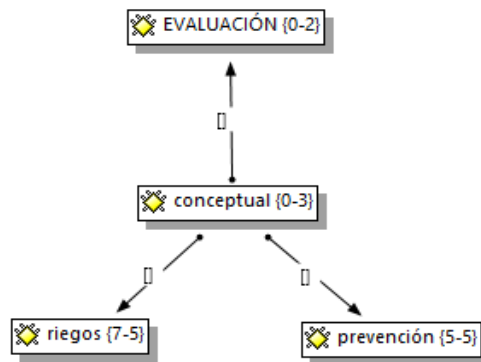 EVALUACIÓN {0-2}
[]
conceptual {0-3}
[]
[]
riegos {7-5}
prevención {5-5}